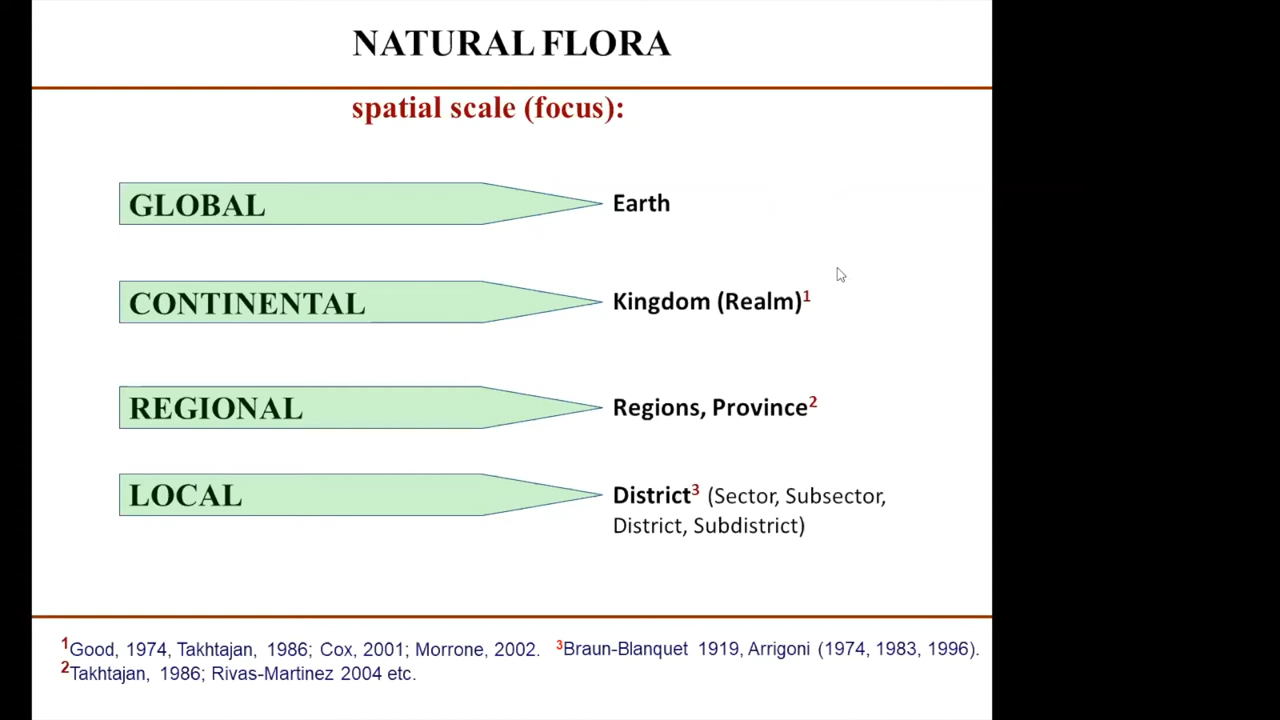 NATURAL FLORA
spatial scale (focus):
GLOBAL
Earth
CONTINENTAL
Kingdom (Realm)¹
REGIONAL
Regions, Province²
LOCAL
District³ (Sector, Subsector,
District, Subdistrict)
¹Good, 1974, Takhtajan, 1986; Cox, 2001; Morrone, 2002. ³Braun-Blanquet 1919, Arrigoni (1974, 1983, 1996).
²Takhtajan, 1986; Rivas-Martinez 2004 etc.